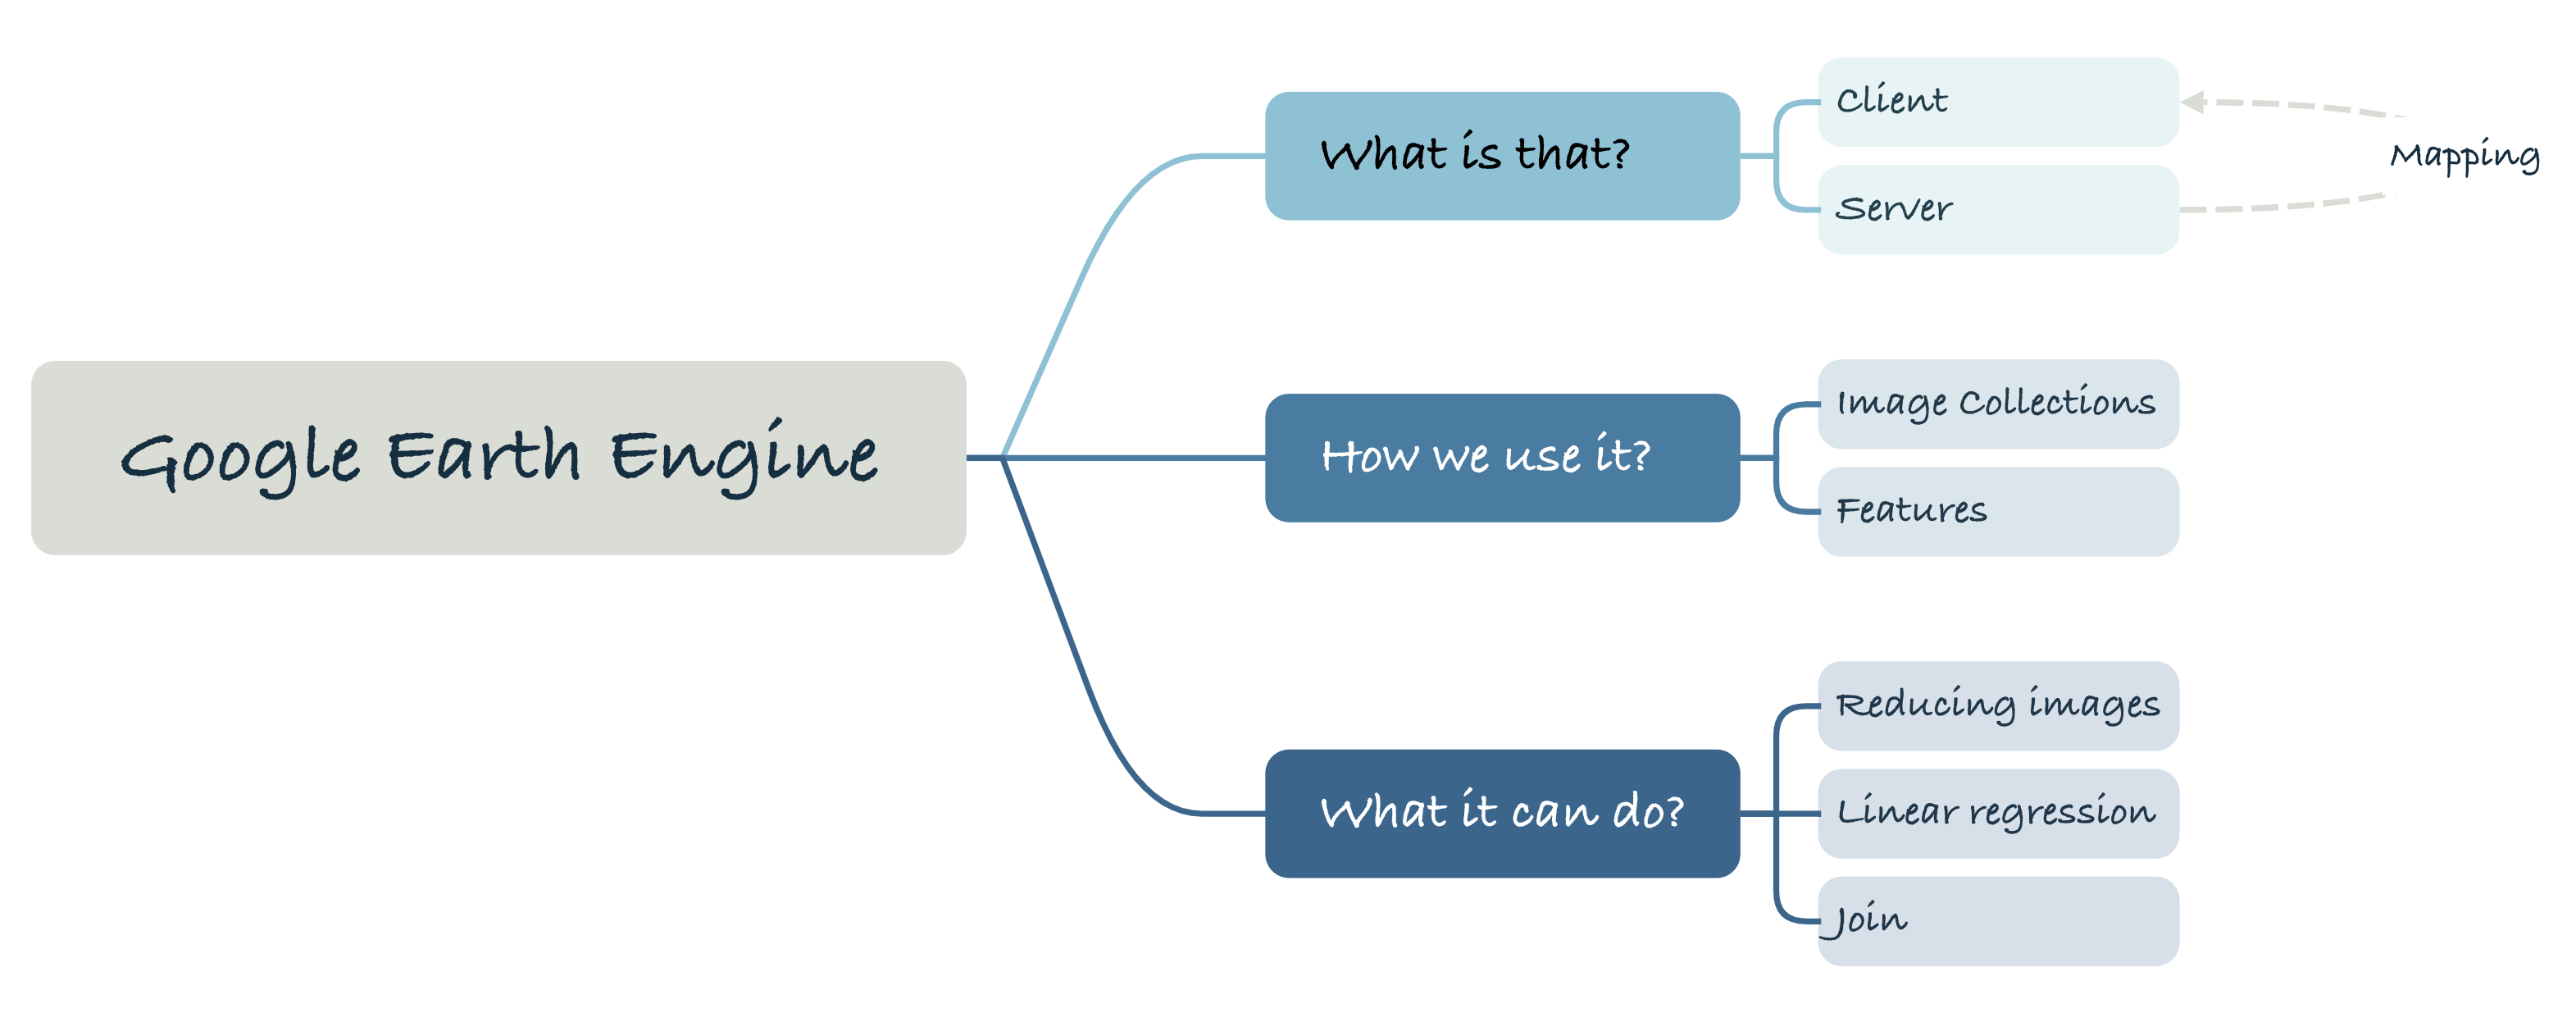 Google Earth Engine
What is that?
Client
Server
Mapping
How we use it?
Image Collections
Features
What it can do?
Reducing images
Linear regression
Join